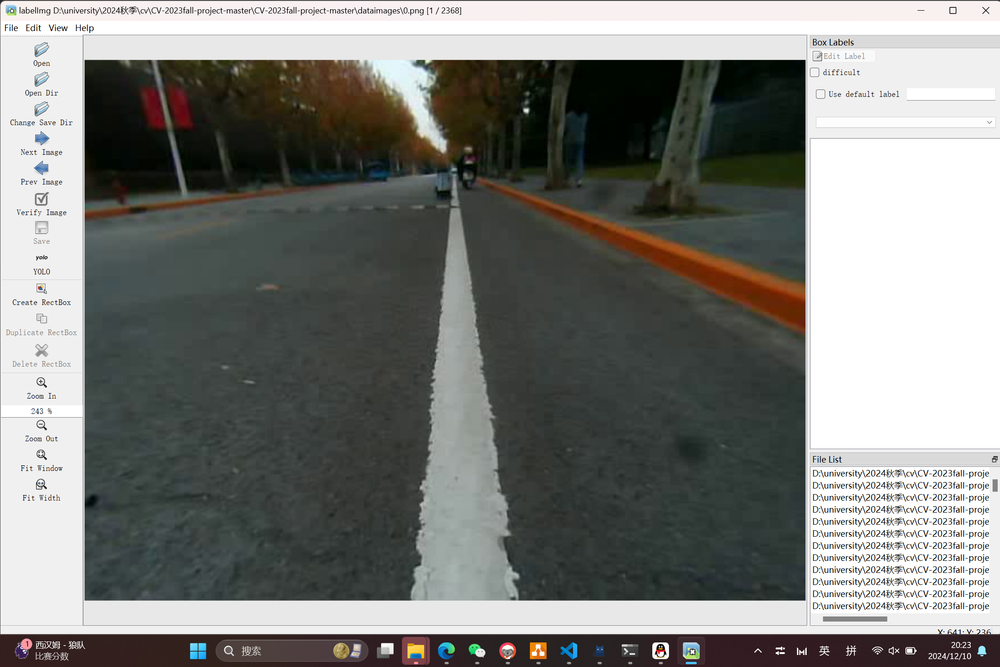 labelImg D:\university\2024秋季\cv\CV-2023fall-project-master\CV-2023fall-project-master\dataimages\0.png [1 / 2368]
File Edit View Help
Open
Open Dir
Change Save Dir
Next Image
Prev Image
Verify Image
Save
yolo
YOLO
Create RectBox
Duplicate RectBox
Delete RectBox
Zoom In
243 %
Zoom Out
Fit Window
Fit Width
Box Labels
Edit Label
difficult
Use default label
File List
D:\university\2024秋季\cv\CV-2023fall-proje
D:\university\2024秋季\cv\CV-2023fall-proje
D:\university\2024秋季\cv\CV-2023fall-proje
D:\university\2024秋季\cv\CV-2023fall-proje
D:\university\2024秋季\cv\CV-2023fall-proje
D:\university\2024秋季\cv\CV-2023fall-proje
D:\university\2024秋季\cv\CV-2023fall-proje
D:\university\2024秋季\cv\CV-2023fall-proje
D:\university\2024秋季\cv\CV-2023fall-proje
D:\university\2024秋季\cv\CV-2023fall-proje
D:\university\2024秋季\cv\CV-2023fall-proje
D:\university\2024秋季\cv\CV-2023fall-proje
X: 641; Y: 236
1
西汉姆 - 狼队
比赛分数
搜索
英
拼
20:23
2024/12/10